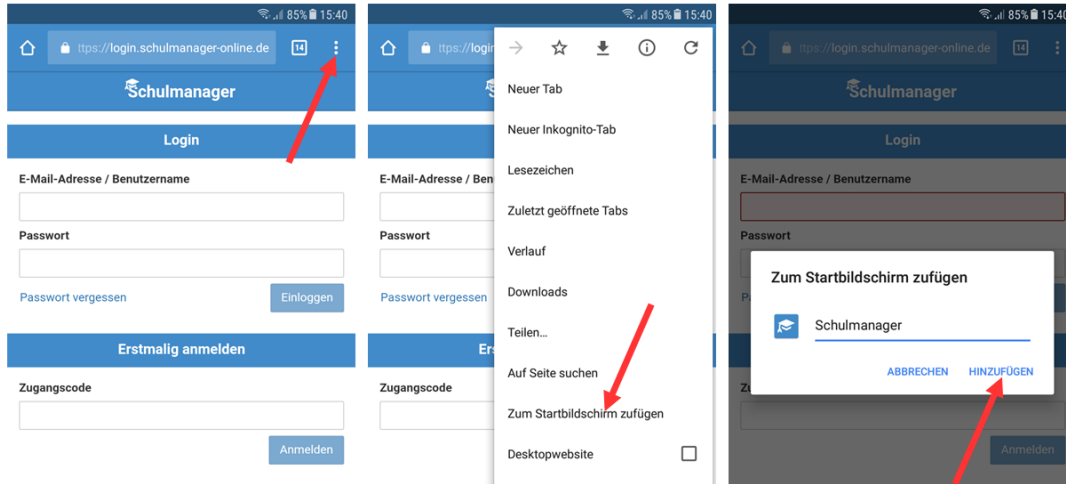 85% 15:40
ttps://login.schulmanager-online.de 14
Schulmanager
Login
E-Mail-Adresse / Benutzername
Passwort
Passwort vergessen
Einloggen
Erstmalig anmelden
Zugangscode
Anmelden
85% 15:40
ttps://login
E-Mail-Adresse / Ben
Passwort
Passwort vergessen
Er
Zugangscode
Neuer Tab
Neuer Inkognito-Tab
Lesezeichen
Zuletzt geöffnete Tabs
Verlauf
Downloads
Teilen...
Auf Seite suchen
Zum Startbildschirm zufügen
Desktopwebsite
85% 15:40
ttps://login.schulmanager-online.de 14
Schulmanager
Login
E-Mail-Adresse / Benutzername
Passwort
Zum Startbildschirm zufügen
Schulmanager
ABBRECHEN HINZUFÜGEN
Anmelden